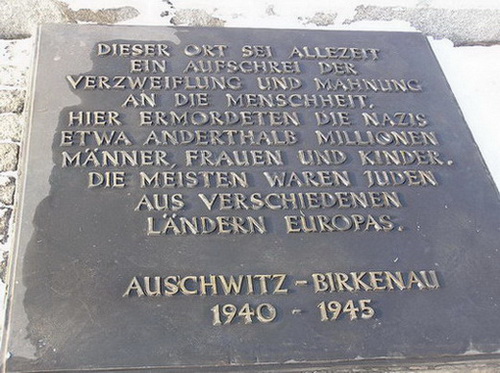 DIESER ORT SEI ALLEZEIT
EIN AUFSCHREI DER
VERZWEIFLUNG UND MAHNUNG
AN DIE MENSCHHEIT.
HIER ERMORDETEN DIE NAZIS
ETWA ANDERTHALB MILLIONEN
MÄNNER, FRAUEN UND KINDER.
DIE MEISTEN WAREN JUDEN
AUS VERSCHIEDENEN
LÄNDERN EUROPAS.
AUSCHWITZ - BIRKENAU
1940 - 1945